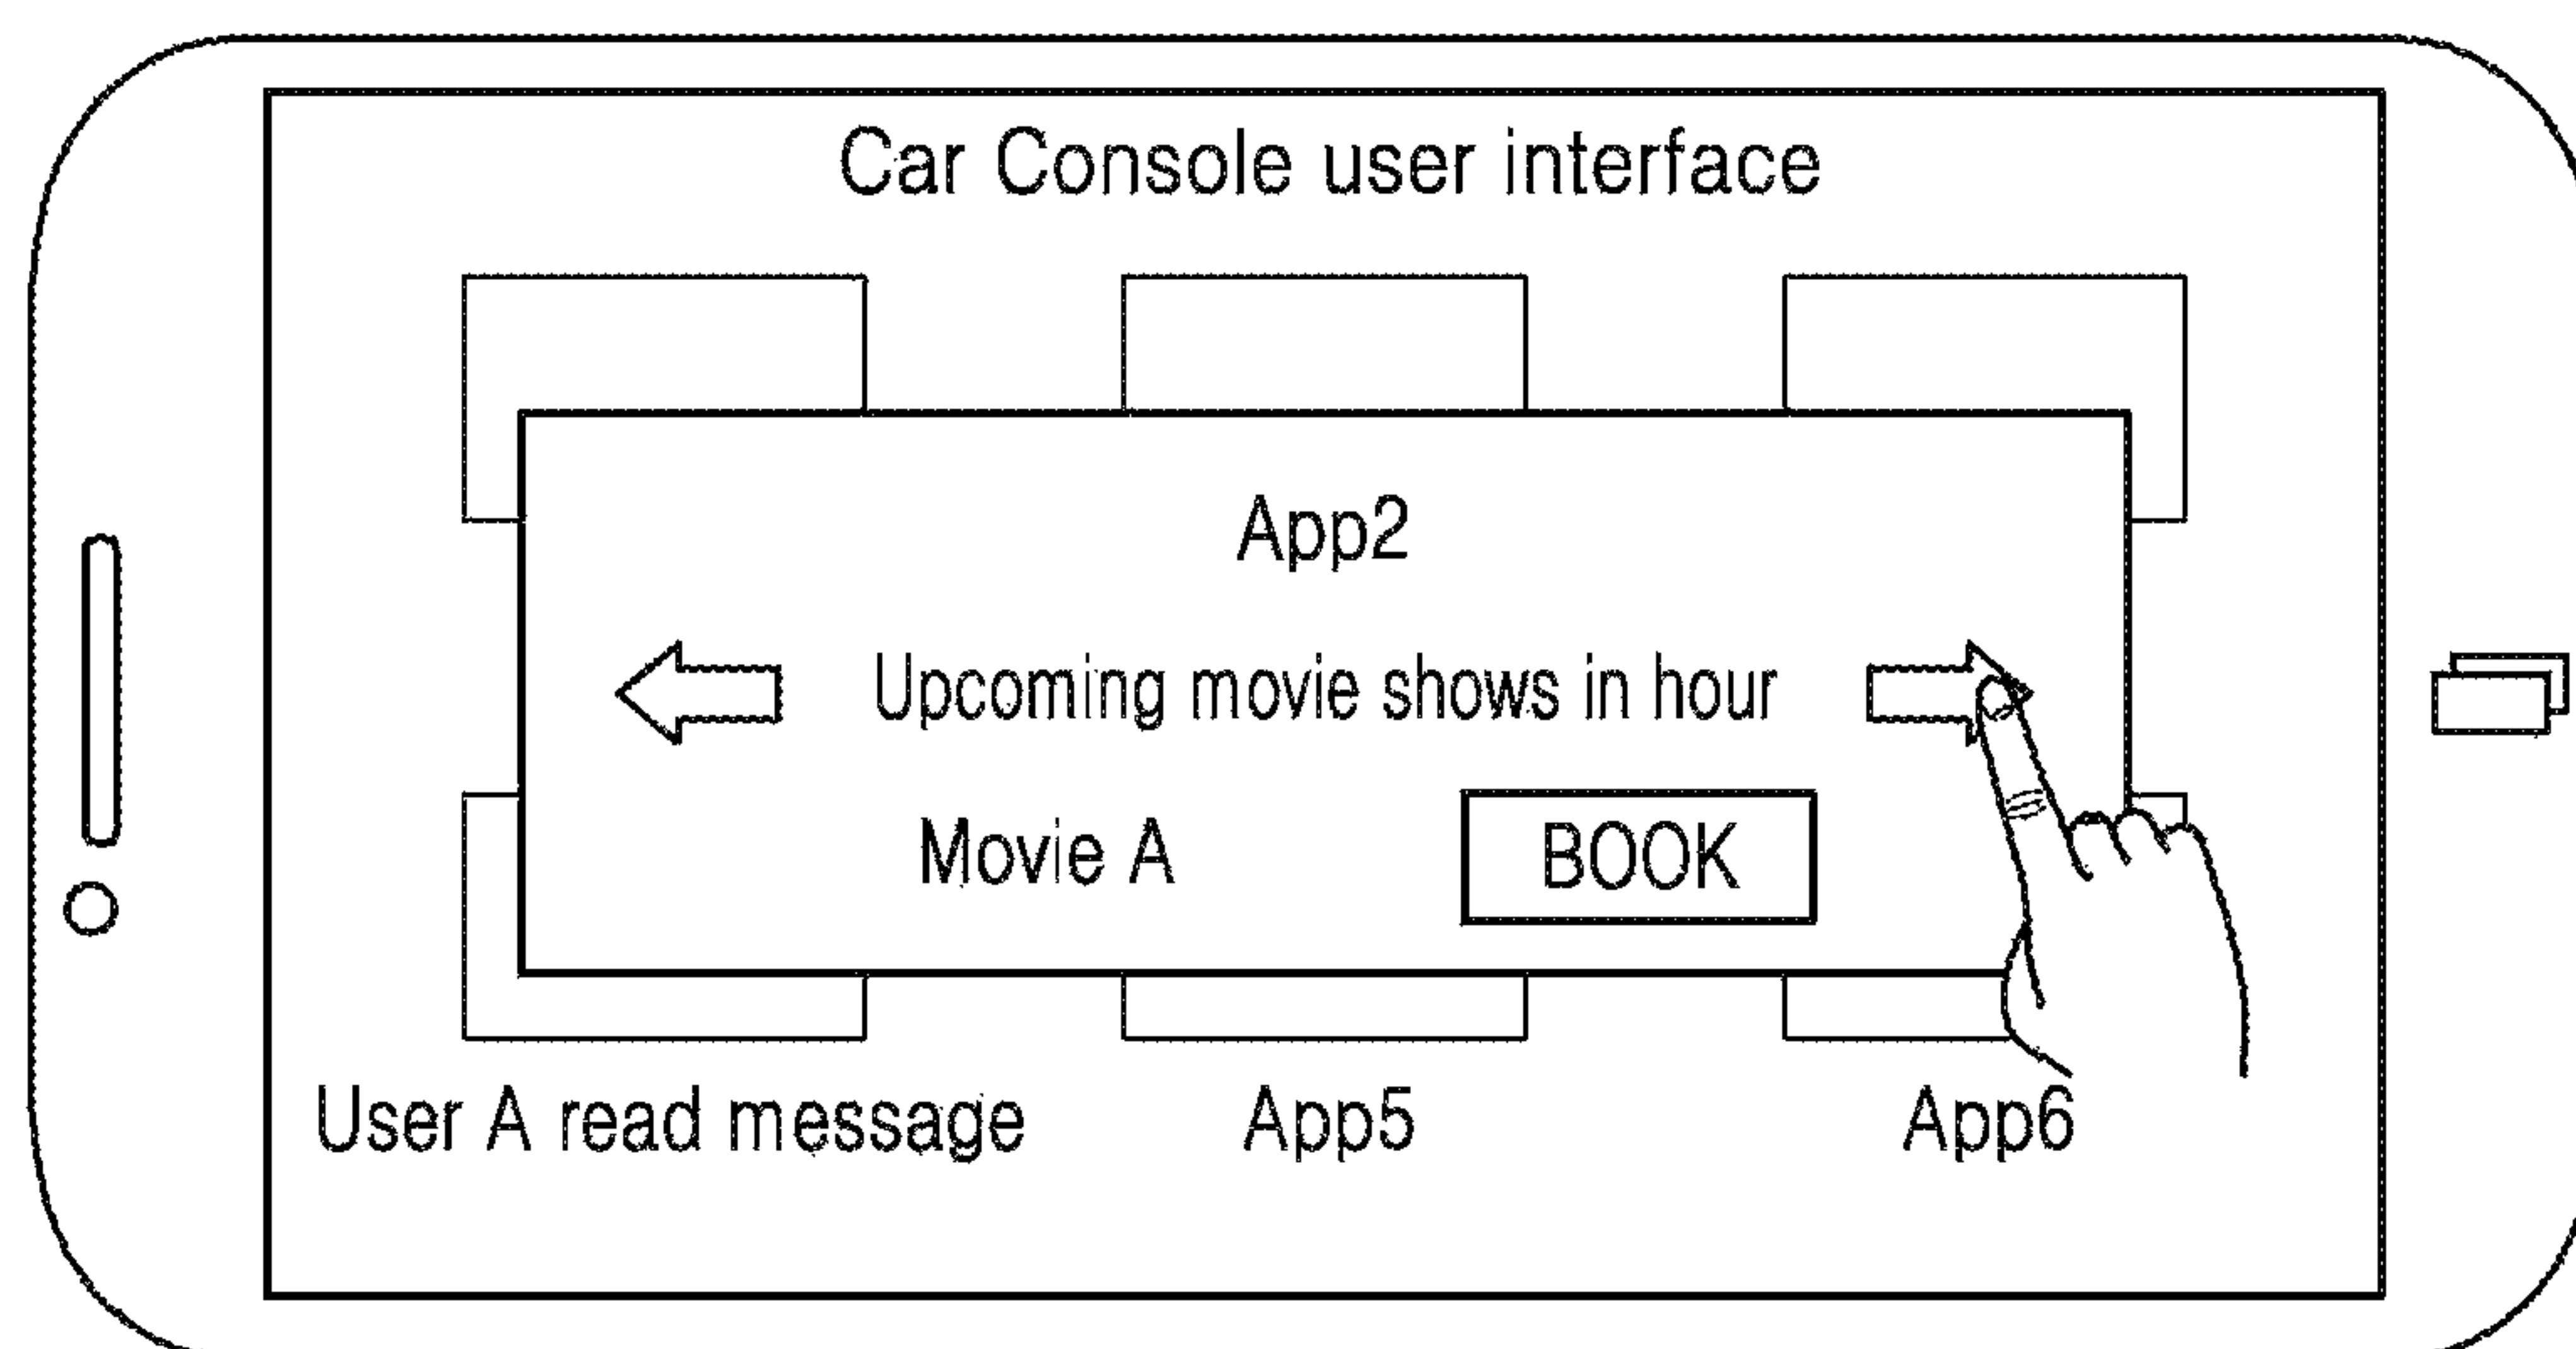 Car Console user interface
App2
Upcoming movie shows in hour
Movie A BOOK
User A read message App5 App6